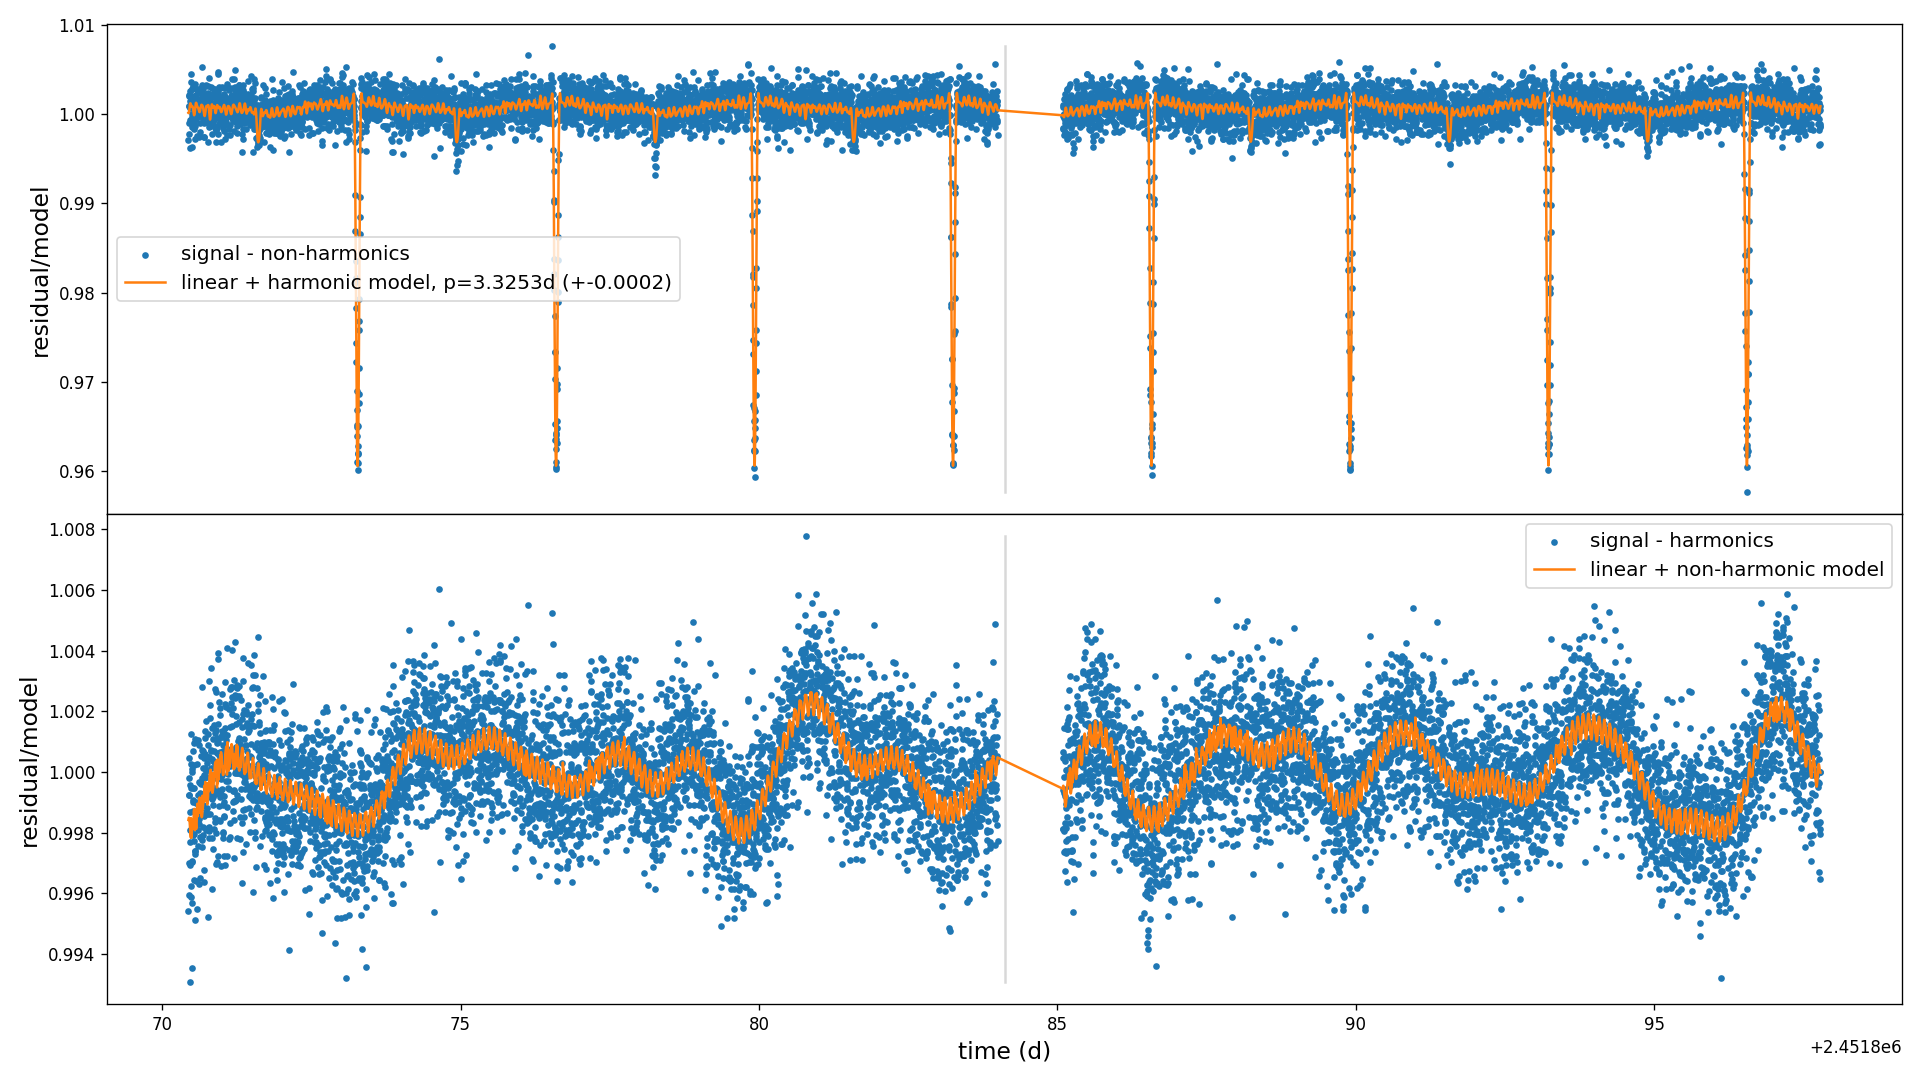 1.01
1.00
0.99
0.98
0.97
0.96
residual/model
signal - non-harmonics
linear + harmonic model, p=3.3253d (+-0.0002)
1.008
1.006
1.004
1.002
1.000
0.998
0.996
0.994
residual/model
signal - harmonics
linear + non-harmonic model
70 75 80 85 90 95
time (d)
+2.4518e6